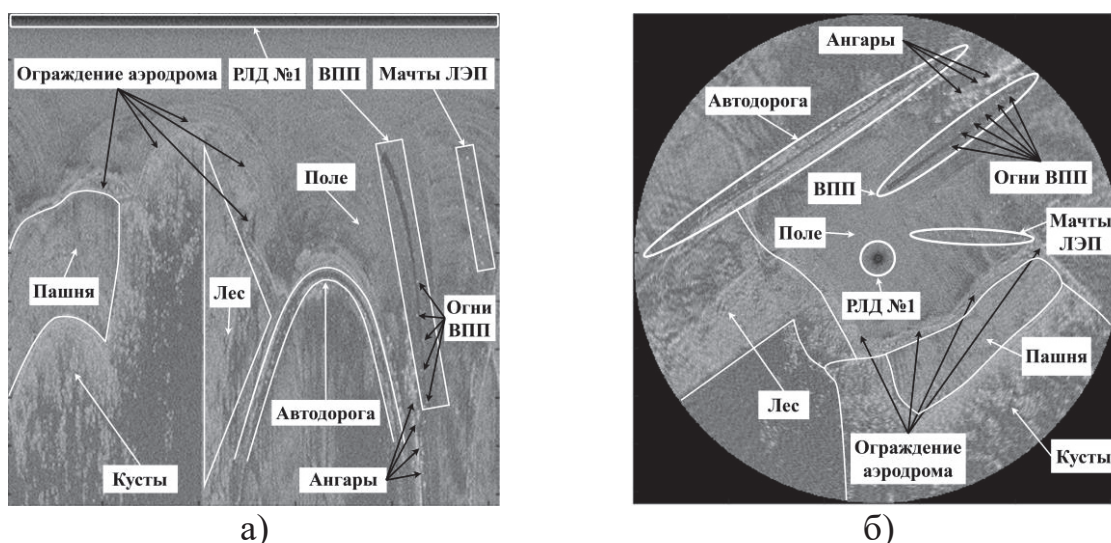 Ограждение аэродрома
РЛД №1
ВПП
Мачты ЛЭП
Поле
Пашня
Лес
Огни
ВПП
Автодорога
Кусты
Ангары
а)
Ангары
Автодорога
ВПП
Огни ВПП
Поле
Мачты
ЛЭП
РЛД №1
Пашня
Лес
Ограждение
аэродрома
Кусты
б)